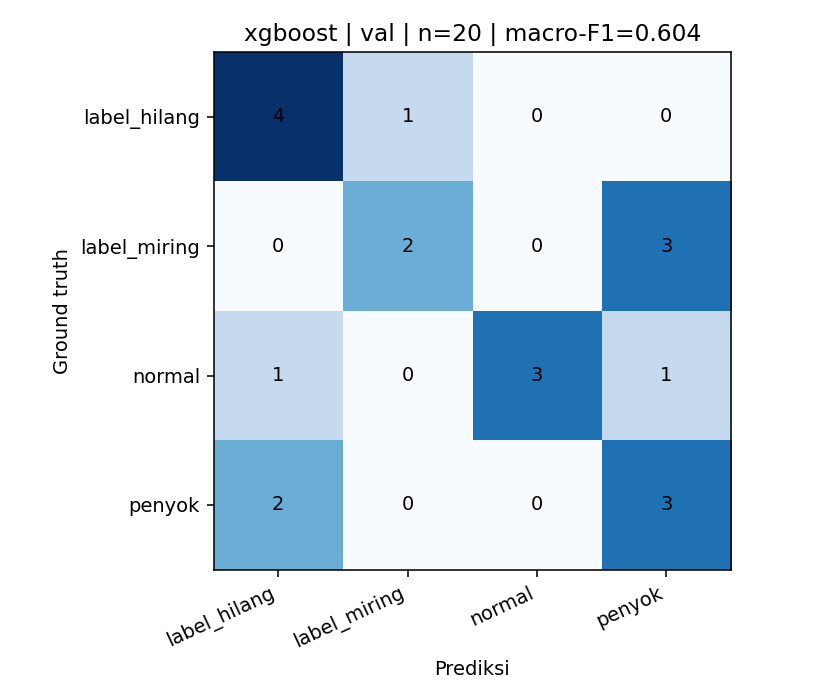 xgboost | val | n=20 | macro-F1=0.604
Ground truth
label_hilang 4 1 0 0
label_miring 0 2 0 3
normal 1 0 3 1
penyok 2 0 0 3
label_hilang label_miring normal penyok
Prediksi